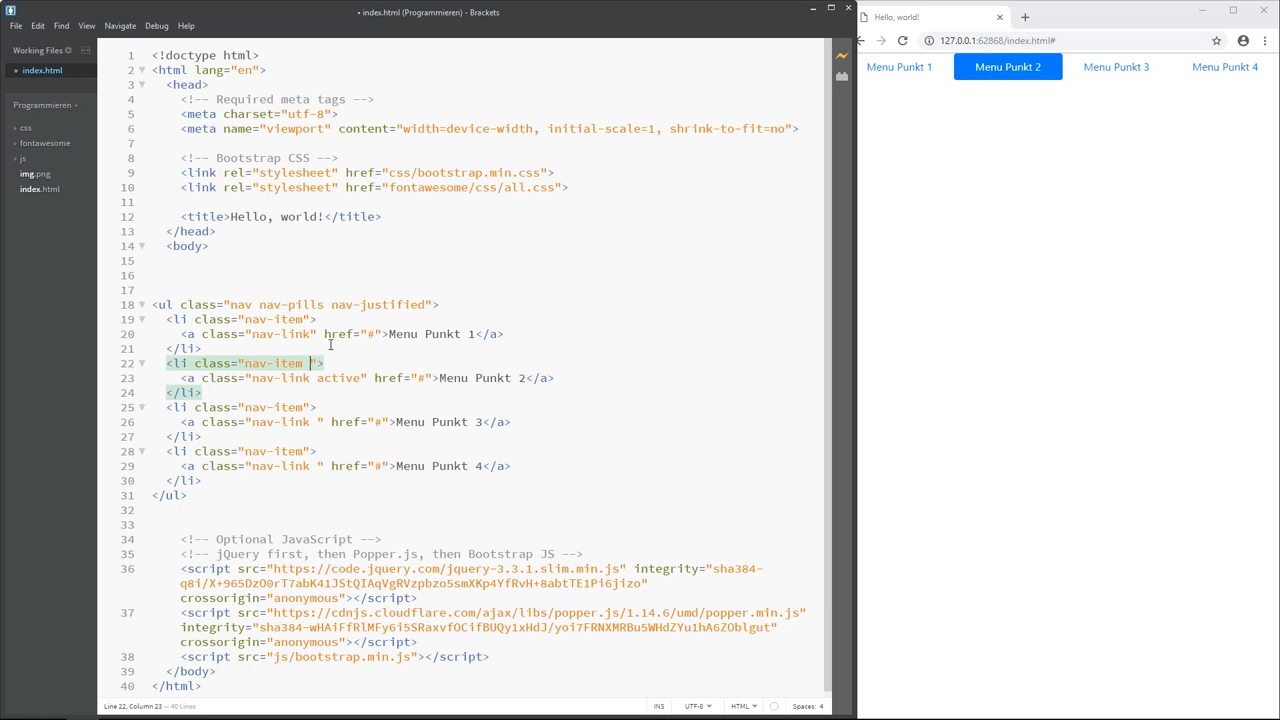 • index.html (Programmieren) - Brackets
File Edit Find View Navigate Debug Help
Working Files
• index.html
Programmieren
css
fontawesome
js
img.png
index.html
1 <!doctype html>
2 <html lang="en">
3 <head>
4 <!-- Required meta tags -->
5 <meta charset="utf-8">
6 <meta name="viewport" content="width=device-width, initial-scale=1, shrink-to-fit=no">
7
8 <!-- Bootstrap CSS -->
9 <link rel="stylesheet" href="css/bootstrap.min.css">
10 <link rel="stylesheet" href="fontawesome/css/all.css">
11
12 <title>Hello, world!</title>
13 </head>
14 <body>
15
16
17
18 <ul class="nav nav-pills nav-justified">
19 <li class="nav-item">
20 <a class="nav-link" href="#">Menu Punkt 1</a>
21 </li>
22 <li class="nav-item ">
23 <a class="nav-link active" href="#">Menu Punkt 2</a>
24 </li>
25 <li class="nav-item">
26 <a class="nav-link " href="#">Menu Punkt 3</a>
27 </li>
28 <li class="nav-item">
29 <a class="nav-link " href="#">Menu Punkt 4</a>
30 </li>
31 </ul>
32
33
34 <!-- Optional JavaScript -->
35 <!-- jQuery first, then Popper.js, then Bootstrap JS -->
36 <script src="https://code.jquery.com/jquery-3.3.1.slim.min.js" integrity="sha384-
q8i/X+965DzO0rT7abK41JStQIAqVgRVzpbzo5smXKp4YfRvH+8abtTE1Pi6jizo"
crossorigin="anonymous"></script>
37 <script src="https://cdnjs.cloudflare.com/ajax/libs/popper.js/1.14.6/umd/popper.min.js"
integrity="sha384-wHAiFfRlMFy6i5SRaxvfOCifBUQy1xHdJ/yoi7FRNXMRBu5WHdZYu1hA6ZOblgut"
crossorigin="anonymous"></script>
38 <script src="js/bootstrap.min.js"></script>
39 </body>
40 </html>
Line 22, Column 23 — 40 Lines
INS UTF-8 HTML Spaces: 4
Hello, world!
127.0.0.1:62868/index.html#
Menu Punkt 1 Menu Punkt 2 Menu Punkt 3 Menu Punkt 4